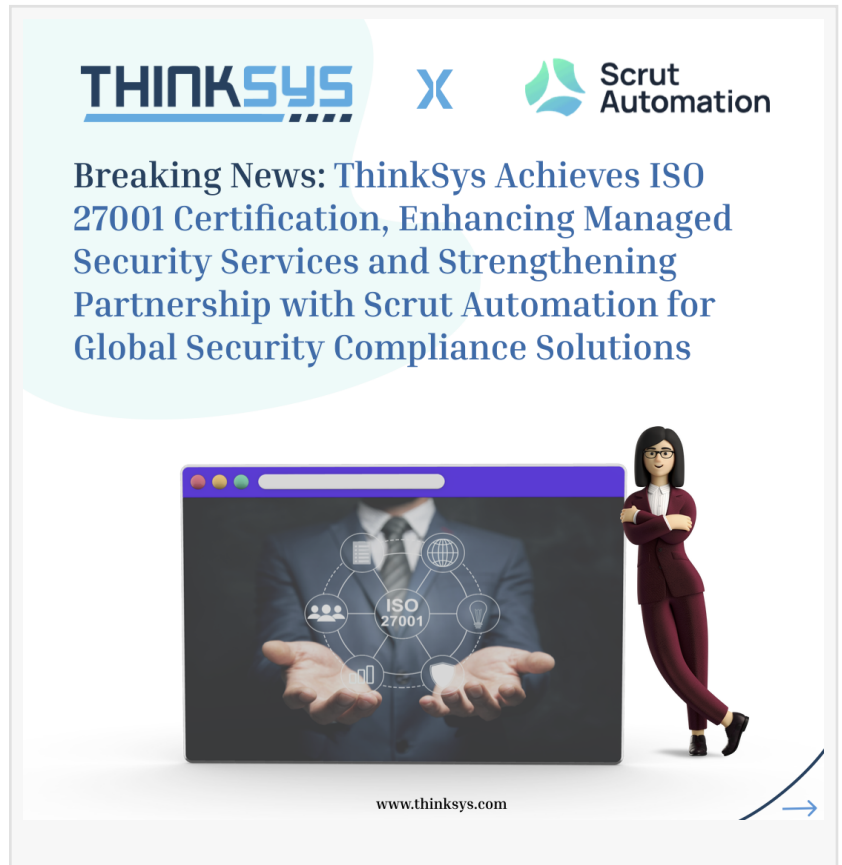 THINKSYS X Scrut
Automation
Breaking News: ThinkSys Achieves ISO
27001 Certification, Enhancing Managed
Security Services and Strengthening
Partnership with Scrut Automation for
Global Security Compliance Solutions
ISO
27001
www.thinksys.com